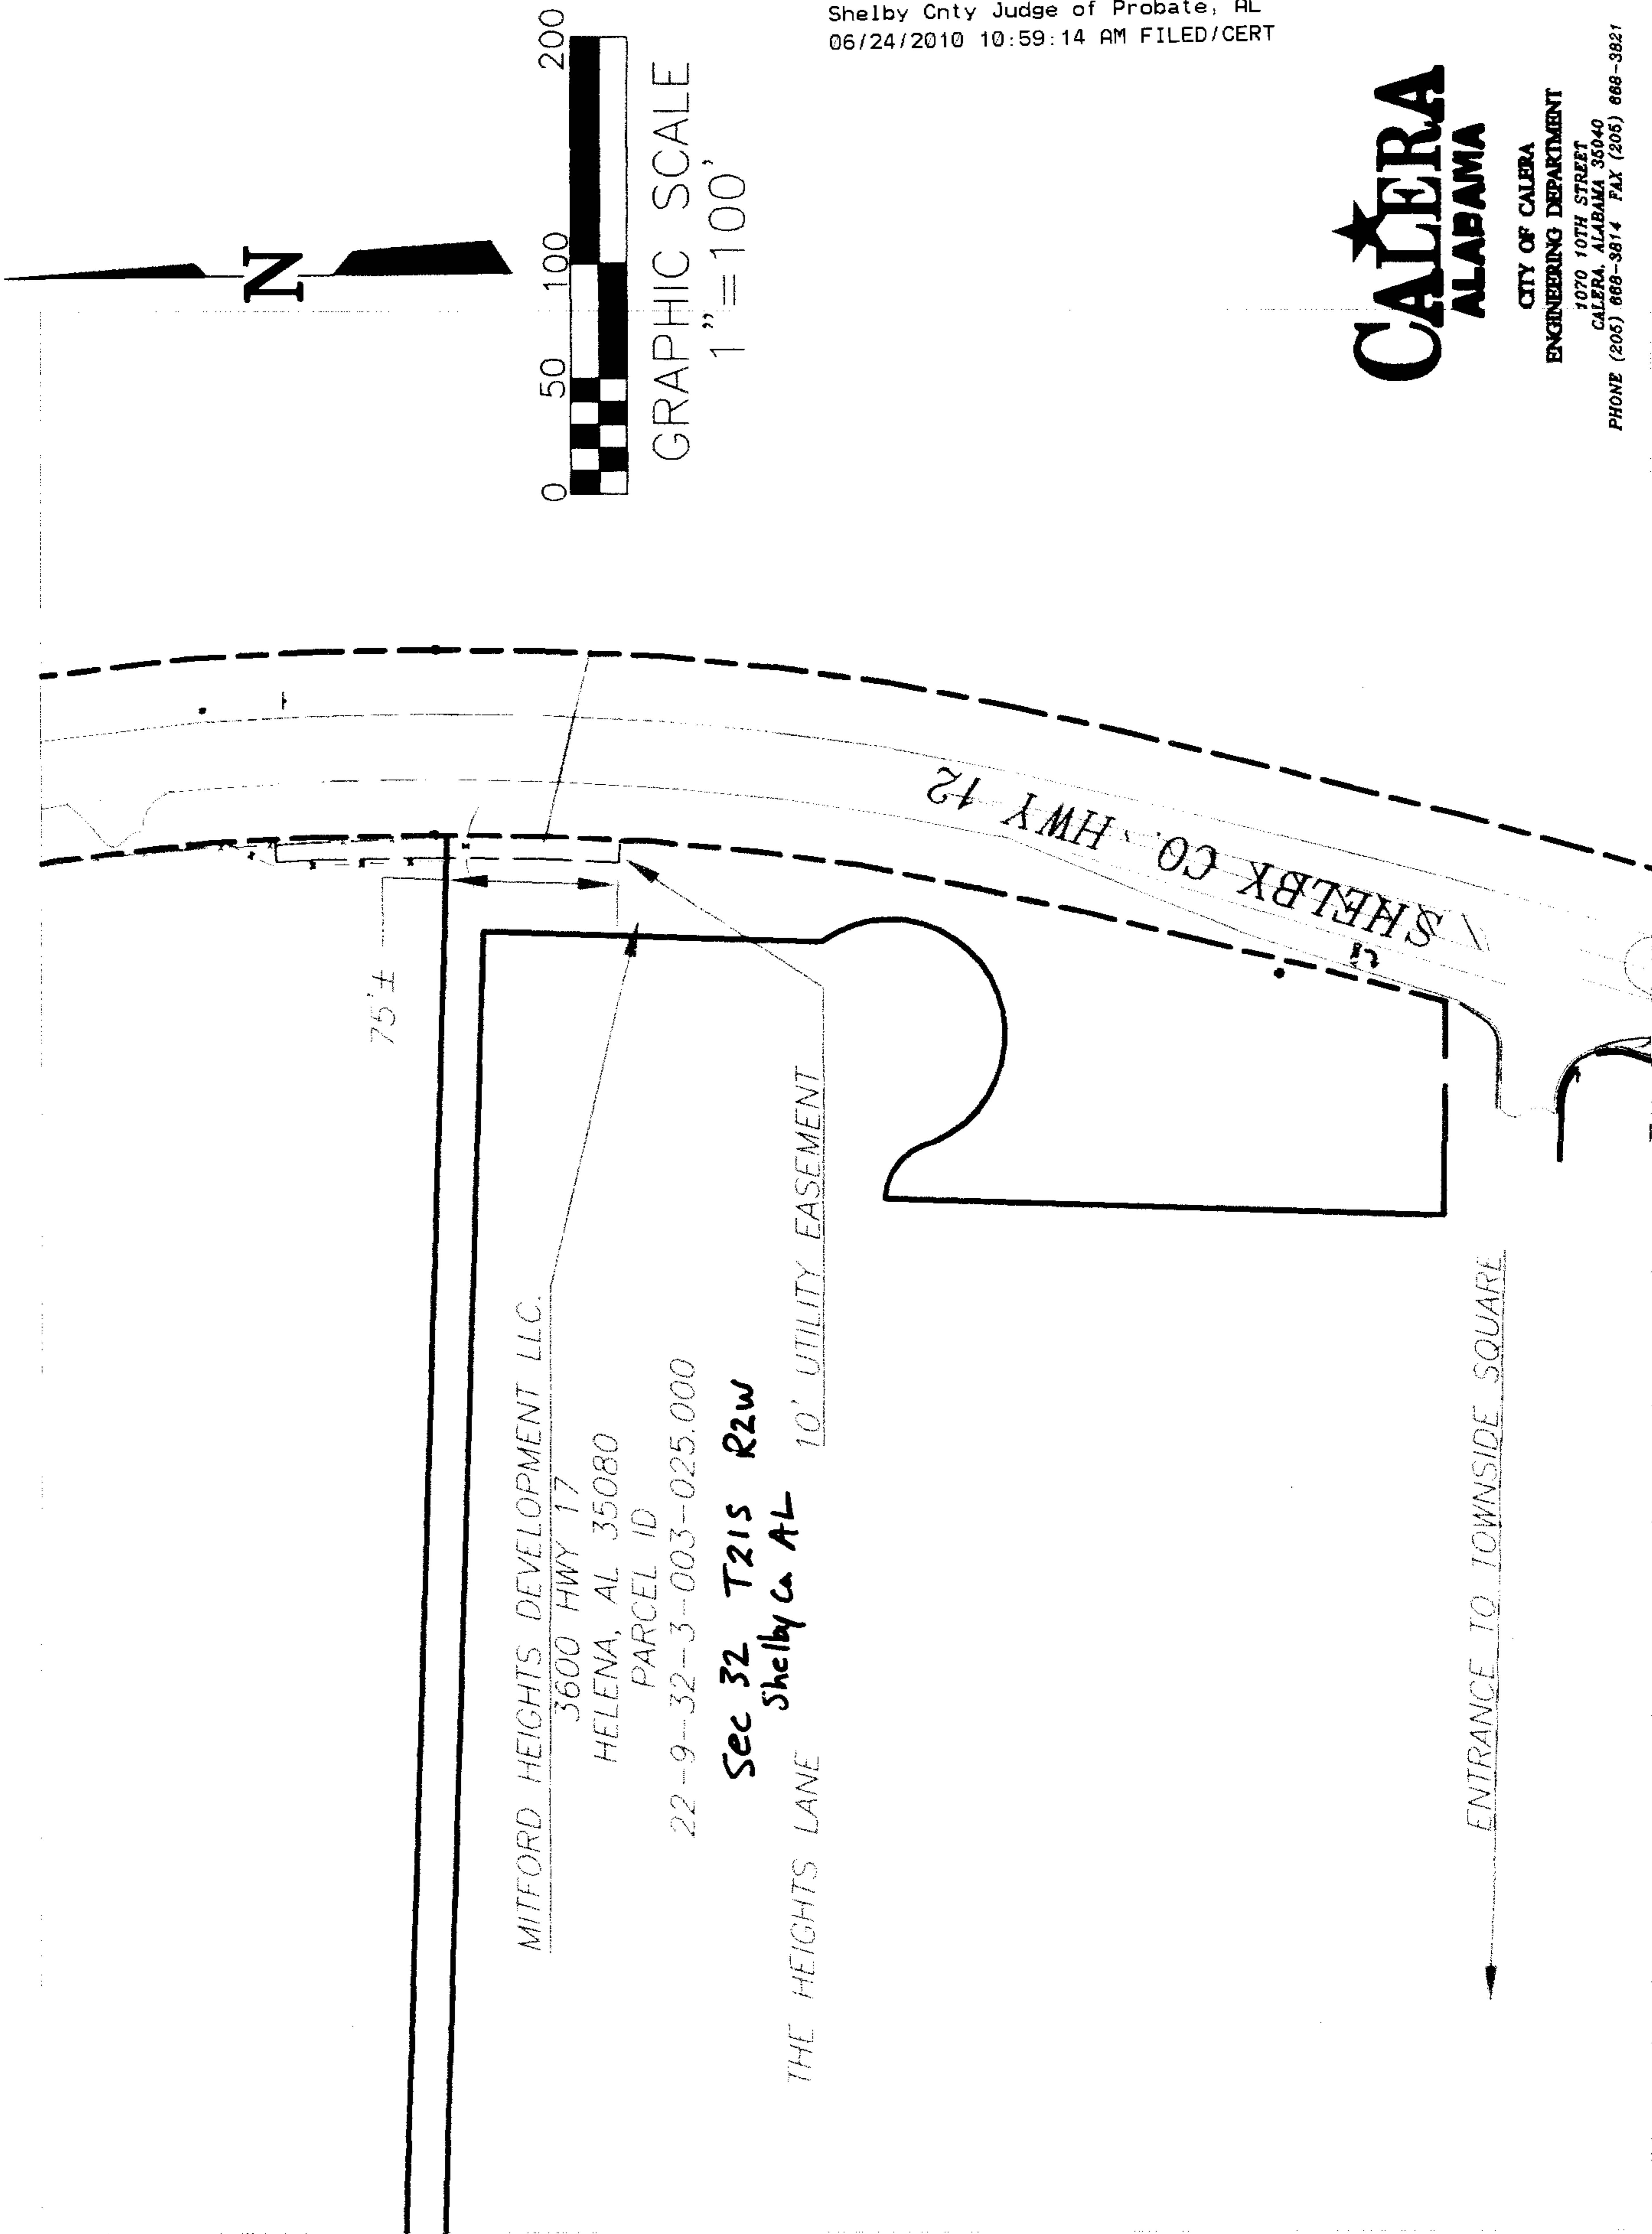 Shelby Cnty Judge of Probate, AL
06/24/2010 10:59:14 AM FILED/CERT
N
0 50 100 200
GRAPHIC SCALE
1"=100'
CALERA
ALABAMA
CITY OF CALERA
ENGINEERING DEPARTMENT
1070 10TH STREET
CALERA, ALABAMA 35040
PHONE (205) 668-3814 FAX (205) 668-3821
SHELBY CO. HWY 12
75'±
MITFORD HEIGHTS DEVELOPMENT LLC.
3600 HWY 17
HELENA, AL 35080
PARCEL ID
22-9-32-3-003-025.000
Sec 32 T21S R2W
Shelby Co AL
10' UTILITY EASEMENT
THE HEIGHTS LANE
ENTRANCE TO TOWNSIDE SQUARE